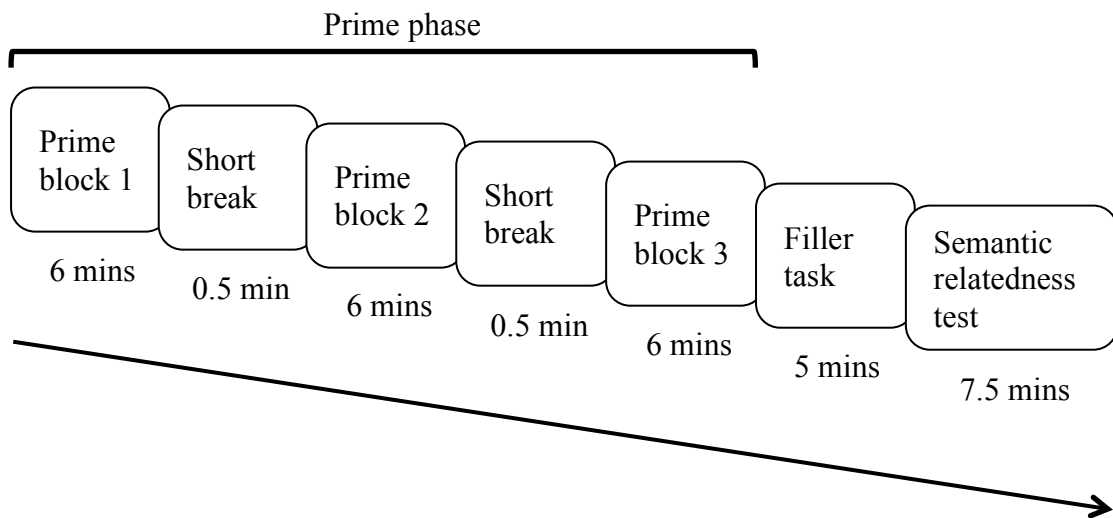 Prime phase
Prime
block 1
6 mins
Short
break
0.5 min
Prime
block 2
6 mins
Short
break
0.5 min
Prime
block 3
6 mins
Filler
task
5 mins
Semantic
relatedness
test
7.5 mins